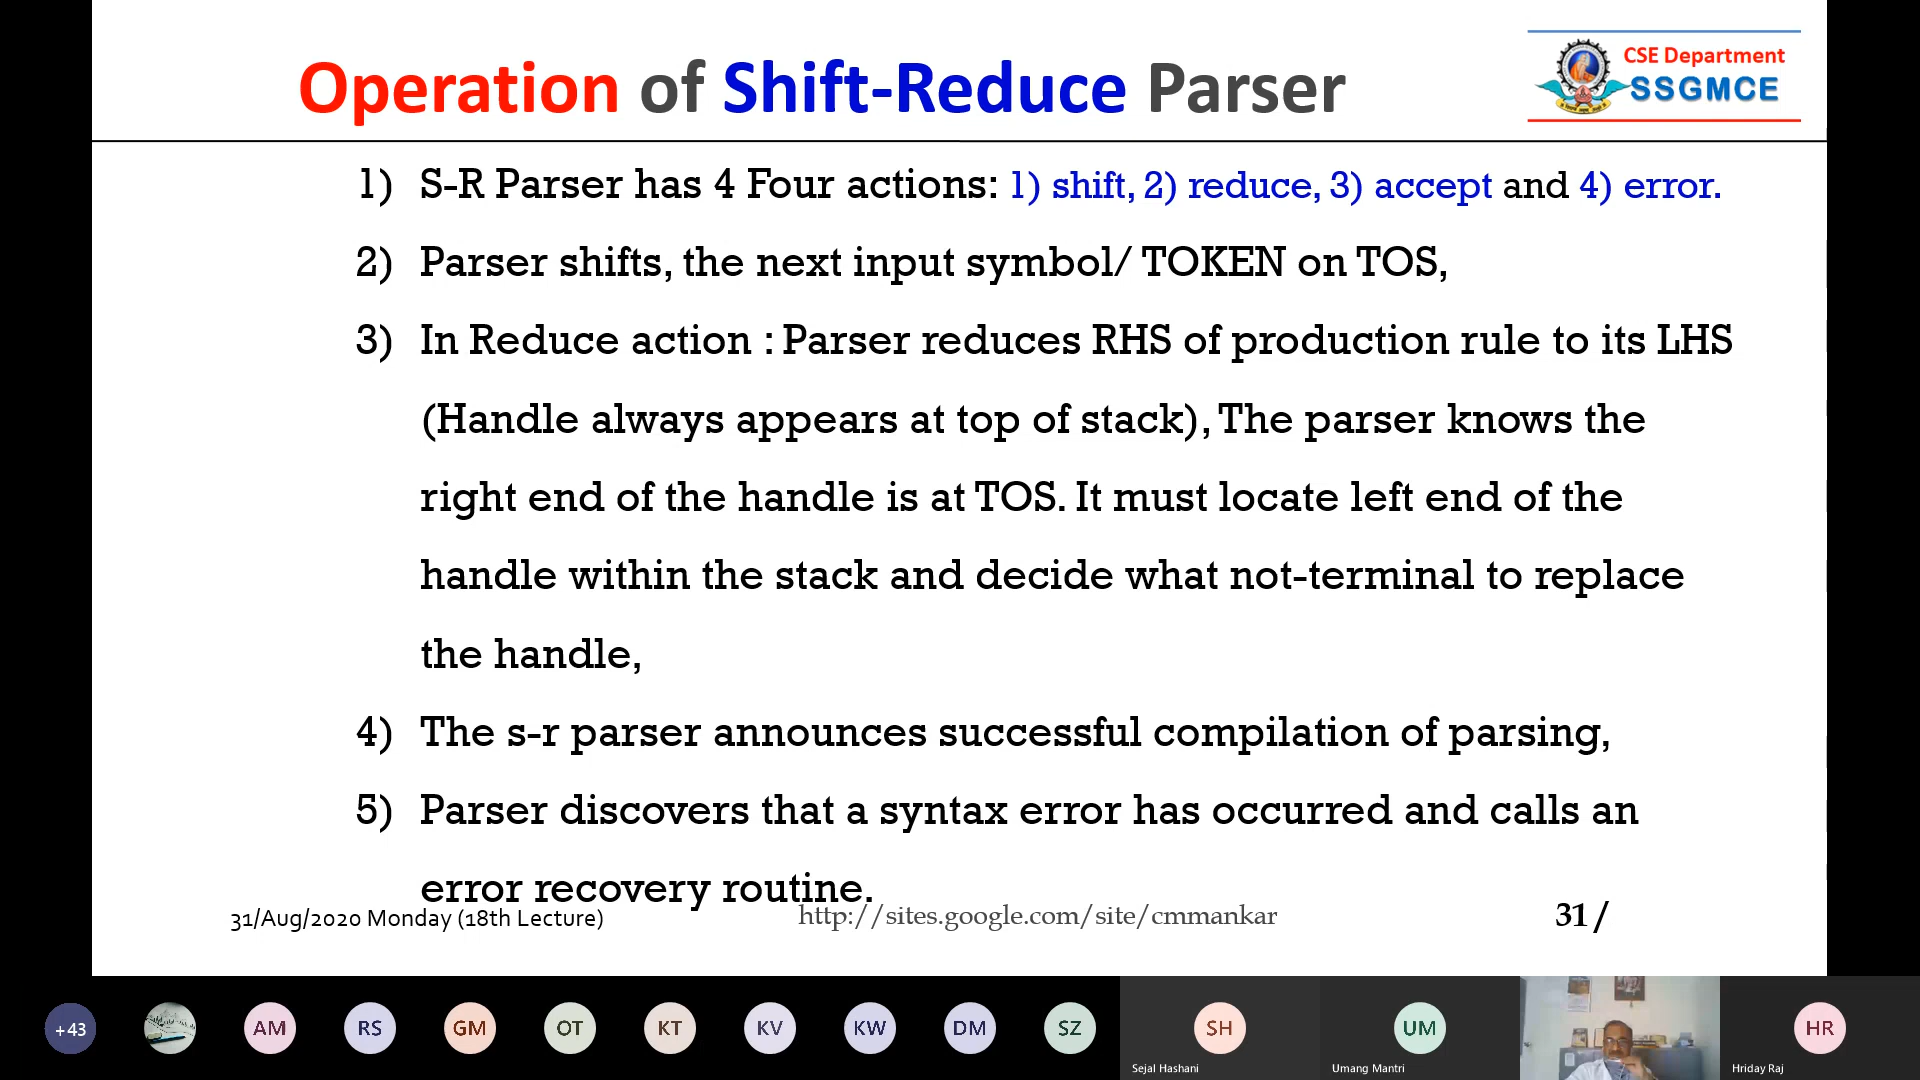 Operation of Shift-Reduce Parser
CSE Department
SSGMCE
1) S-R Parser has 4 Four actions: 1) shift, 2) reduce, 3) accept and 4) error.
2) Parser shifts, the next input symbol/ TOKEN on TOS,
3) In Reduce action : Parser reduces RHS of production rule to its LHS
(Handle always appears at top of stack), The parser knows the
right end of the handle is at TOS. It must locate left end of the
handle within the stack and decide what not-terminal to replace
the handle,
4) The s-r parser announces successful compilation of parsing,
5) Parser discovers that a syntax error has occurred and calls an
error recovery routine.
31/Aug/2020 Monday (18th Lecture) http://sites.google.com/site/cmmankar 31/
+43 AM RS GM OT KT KV KW DM SZ SH UM HR
Sejal Hashani Umang Mantri Hriday Raj